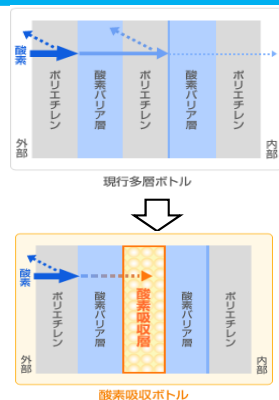 酸素
ポリエチレン
酸素バリア層
ポリエチレン
酸素バリア層
ポリエチレン
外部
内部
現行多層ボトル
酸素
ポリエチレン
酸素バリア層
酸素吸収層
酸素バリア層
ポリエチレン
外部
内部
酸素吸収ボトル